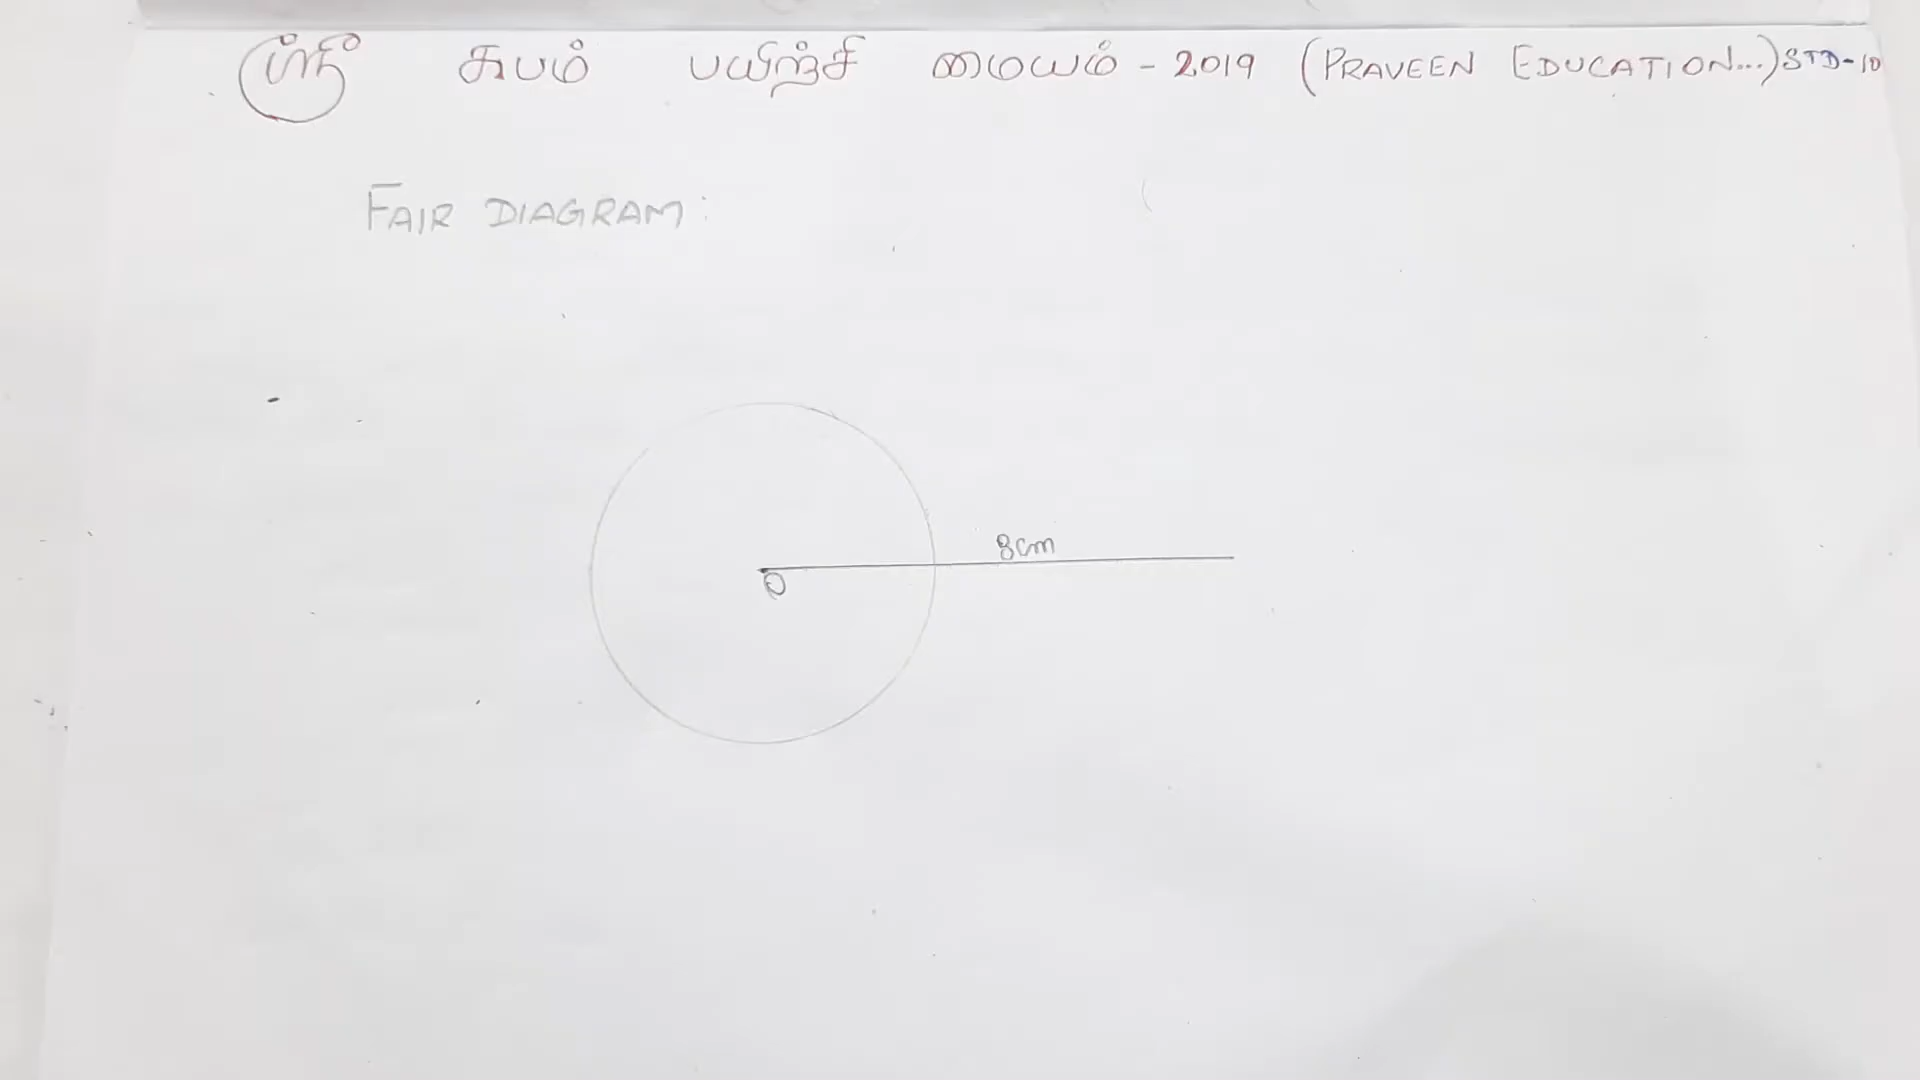 ஸ்ரீ சுபம் பயிற்சி மையம் - 2019 (PRAVEEN EDUCATION...) STD-10
FAIR DIAGRAM:
8cm
O